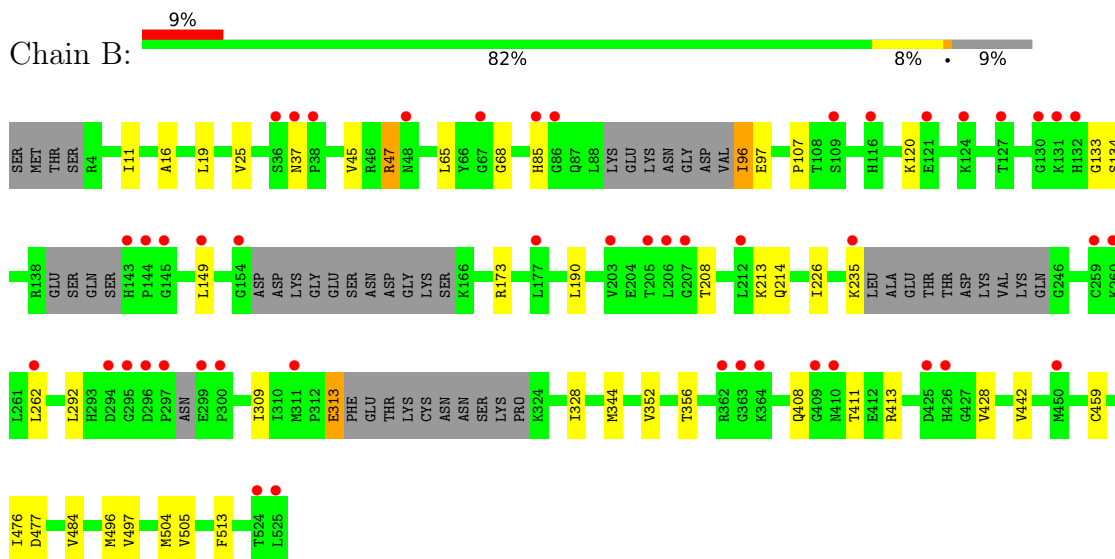 9%
Chain B:
82% 8% • 9%
SER MET THR SER R4 I11 A16 L19 V25 S36 N37 P38 V45 R46 R47 N48 L65 Y66 G67 G68 H85 G86 Q87 L88 LYS GLU LYS ASN GLY ASP VAL I96 E97 P107 T108 S109 H116 K120 E121 K124 T127 G130 K131 H132 G133 S134
R138 GLU SER GLN SER H143 P144 G145 L149 G154 ASP ASP LYS GLY GLU SER ASN ASP GLY LYS SER K166 R173 L177 L190 V203 E204 T205 L206 G207 T208 L212 K213 Q214 I226 K235 LEU ALA GLU THR THR ASP LYS VAL LYS GLN G246 C259 K260
L261 L262 L292 H293 D294 G295 D296 P297 ASN E299 P300 I309 I310 M311 P312 E313 PHE GLU THR LYS CYS ASN ASN SER LYS PRO K324 I328 M344 V352 T356 R362 G363 K364 Q408 G409 N410 T411 E412 R413 D425 H426 G427 V428 V442 M450 C459
I476 D477 V484 M496 V497 M504 V505 F513 T524 L525